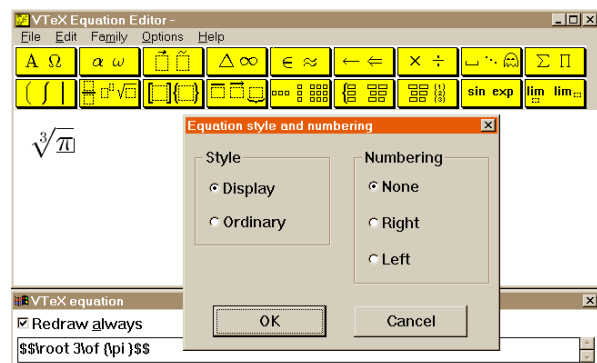 VTeX Equation Editor -
File Edit Family Options Help
Α Ω α ω Δ ∞ ∈ ≈ ← ⇐ × ÷ Σ Π
( ∫ | sin exp lim lim
∛π
Equation style and numbering
Style Numbering
Display None
Ordinary Right
Left
OK Cancel
VTeX equation
Redraw always
$$\root 3\of {\pi }$$